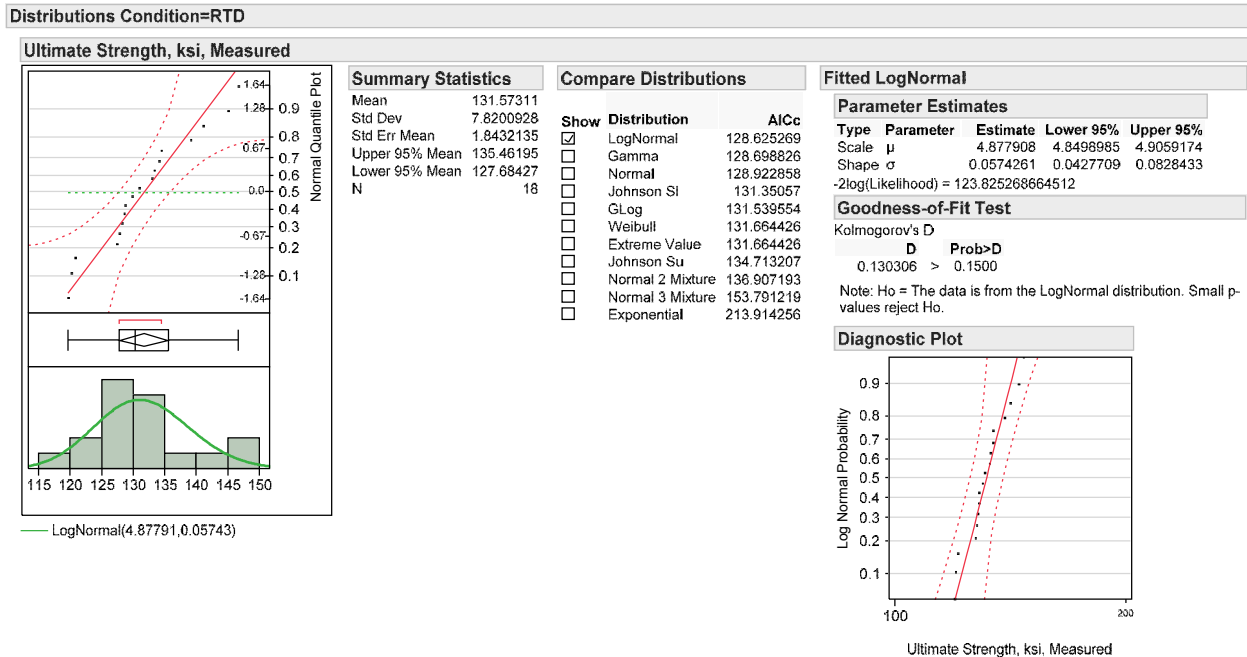 Distributions Condition=RTD
Ultimate Strength, ksi, Measured
1.64
1.28
0.67
0.0
-0.67
-1.28
-1.64
0.9
0.8
0.7
0.6
0.5
0.4
0.3
0.2
0.1
Normal Quantile Plot
115 120 125 130 135 140 145 150
LogNormal(4.87791,0.05743)
Summary Statistics
Mean 131.57311
Std Dev 7.8200928
Std Err Mean 1.8432135
Upper 95% Mean 135.46195
Lower 95% Mean 127.68427
N 18
Compare Distributions
Show Distribution AICc
LogNormal 128.625269
Gamma 128.698826
Normal 128.922858
Johnson Sl 131.35057
GLog 131.539554
Weibull 131.664426
Extreme Value 131.664426
Johnson Su 134.713207
Normal 2 Mixture 136.907193
Normal 3 Mixture 153.791219
Exponential 213.914256
Fitted LogNormal
Parameter Estimates
Type Parameter Estimate Lower 95% Upper 95%
Scale μ 4.877908 4.8498985 4.9059174
Shape σ 0.0574261 0.0427709 0.0828433
-2log(Likelihood) = 123.825268664512
Goodness-of-Fit Test
Kolmogorov's D
D Prob>D
0.130306 > 0.1500
Note: Ho = The data is from the LogNormal distribution. Small p-
values reject Ho.
Diagnostic Plot
Log Normal Probability
0.9
0.8
0.7
0.6
0.5
0.4
0.3
0.2
0.1
100 200
Ultimate Strength, ksi, Measured